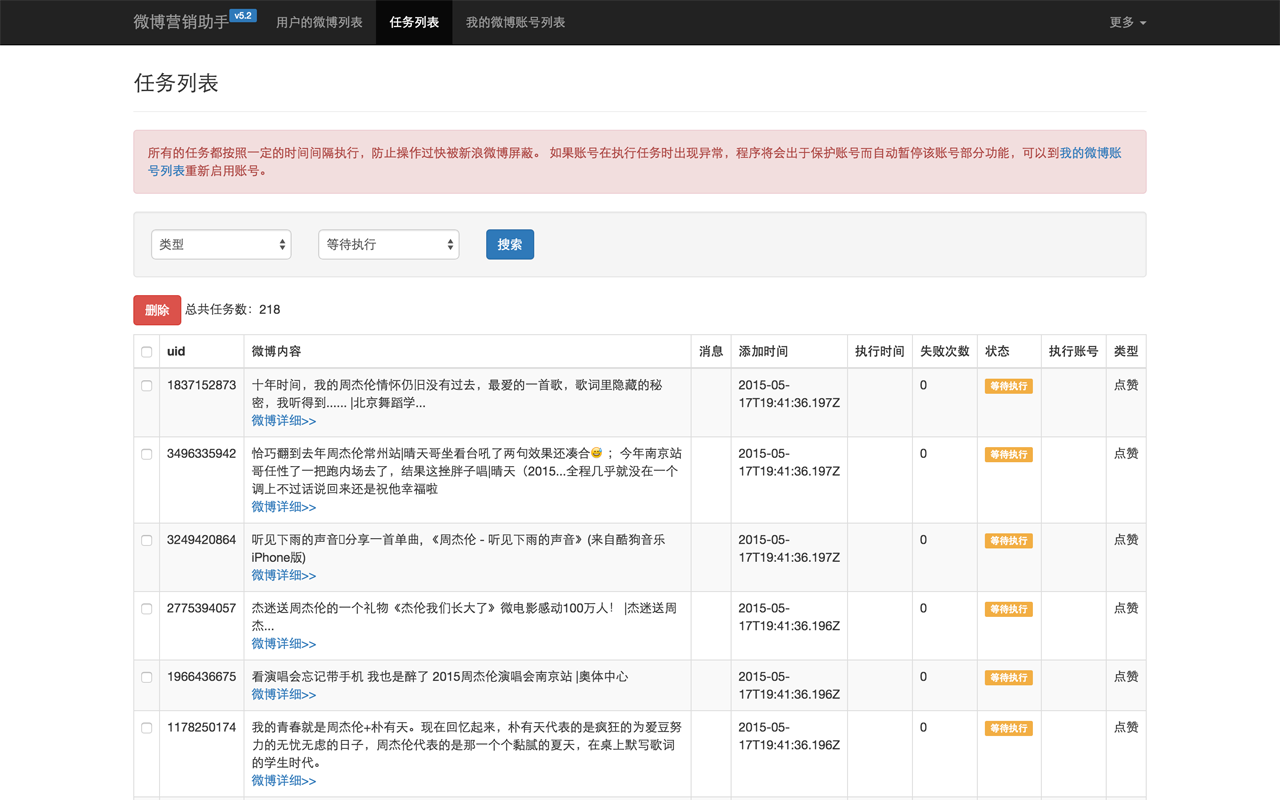 微博营销助手 v5.2 用户的微博列表 任务列表 我的微博账号列表 更多
任务列表
所有的任务都按照一定的时间间隔执行，防止操作过快被新浪微博屏蔽。 如果账号在执行任务时出现异常，程序将会出于保护账号而自动暂停该账号部分功能，可以到我的微博账
号列表重新启用账号。
类型 等待执行 搜索
删除 总共任务数：218
uid 微博内容 消息 添加时间 执行时间 失败次数 状态 执行账号 类型
1837152873 十年时间，我的周杰伦情怀仍旧没有过去，最爱的一首歌，歌词里隐藏的秘 2015-05- 0 等待执行 点赞
密，我听得到...... |北京舞蹈学... 17T19:41:36.197Z
微博详细>>
3496335942 恰巧翻到去年周杰伦常州站|晴天哥坐看台吼了两句效果还凑合😅 ；今年南京站 2015-05- 0 等待执行 点赞
哥任性了一把跑内场去了，结果这挫胖子唱|晴天（2015...全程几乎就没在一个 17T19:41:36.197Z
调上不过话说回来还是祝他幸福啦
微博详细>>
3249420864 听见下雨的声音▯分享一首单曲,《周杰伦 - 听见下雨的声音》(来自酷狗音乐 2015-05- 0 等待执行 点赞
iPhone版) 17T19:41:36.197Z
微博详细>>
2775394057 杰迷送周杰伦的一个礼物《杰伦我们长大了》微电影感动100万人！ |杰迷送周 2015-05- 0 等待执行 点赞
杰... 17T19:41:36.196Z
微博详细>>
1966436675 看演唱会忘记带手机 我也是醉了 2015周杰伦演唱会南京站 |奥体中心 2015-05- 0 等待执行 点赞
微博详细>> 17T19:41:36.196Z
1178250174 我的青春就是周杰伦+朴有天。现在回忆起来，朴有天代表的是疯狂的为爱豆努 2015-05- 0 等待执行 点赞
力的无忧无虑的日子，周杰伦代表的是那一个个黏腻的夏天，在桌上默写歌词 17T19:41:36.196Z
的学生时代。
微博详细>>